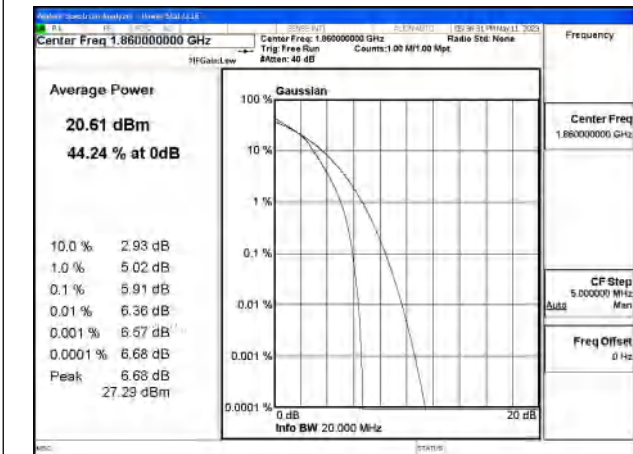 Center Freq 1.860000000 GHz
Center Freq: 1.860000000 GHz
Radio Std: None
Trig: Free Run
Counts:1.00 M/1.00 Mpt
#IFGain:Low
#Atten: 40 dB
Frequency
Average Power
20.61 dBm
44.24 % at 0dB
10.0 % 2.93 dB
1.0 % 5.02 dB
0.1 % 5.91 dB
0.01 % 6.36 dB
0.001 % 6.57 dB
0.0001 % 6.68 dB
Peak 6.68 dB
27.29 dBm
Gaussian
100 %
10 %
1 %
0.1 %
0.01 %
0.001 %
0.0001 %
0 dB
20 dB
Info BW 20.000 MHz
Center Freq
1.860000000 GHz
CF Step
5.000000 MHz
Auto Man
Freq Offset
0 Hz
MSG
STATUS